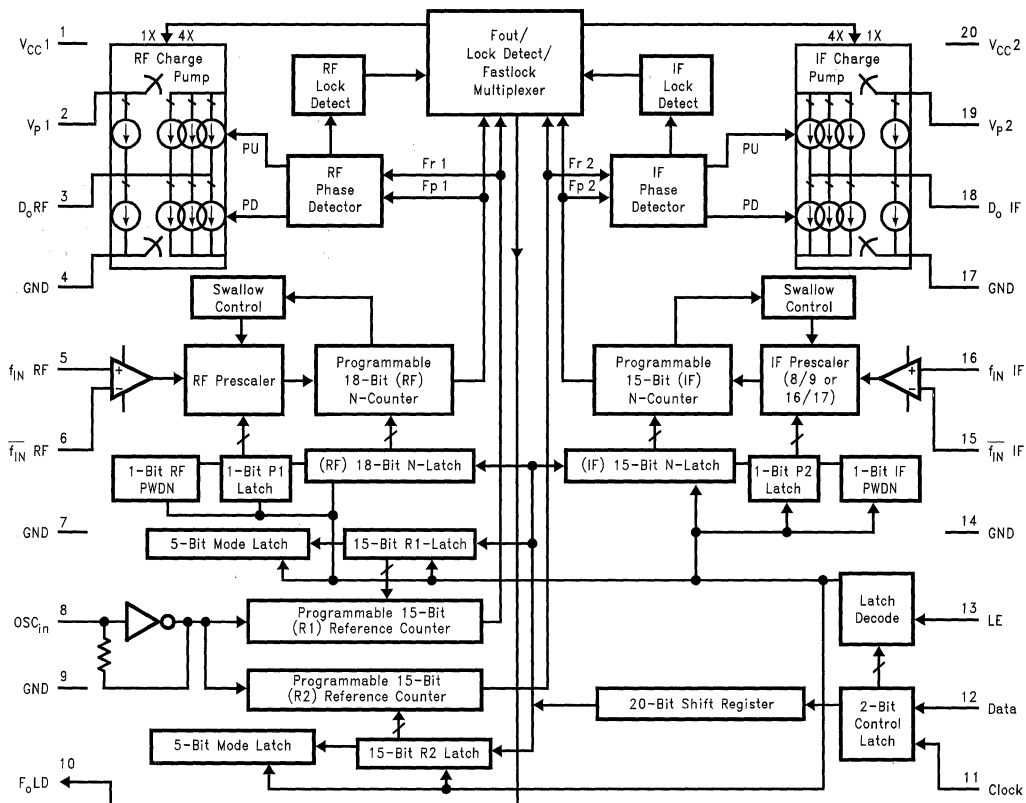 1
V_CC 1
1X 4X
RF Charge
Pump
2
V_P 1
3
D_o RF
4
GND
PU
PD
RF
Lock
Detect
RF
Phase
Detector
Fr 1
Fp 1
Fout/
Lock Detect/
Fastlock
Multiplexer
IF
Lock
Detect
IF
Phase
Detector
Fr 2
Fp 2
PU
PD
4X 1X
IF Charge
Pump
20
V_CC 2
19
V_P 2
18
D_o IF
17
GND
Swallow
Control
5
f_IN RF
+
−
6
f̅_I̅N̅ RF
RF Prescaler
Programmable
18-Bit (RF)
N-Counter
Swallow
Control
Programmable
15-Bit (IF)
N-Counter
IF Prescaler
(8/9 or
16/17)
+
−
16
f_IN IF
15
f̅_I̅N̅ IF
1-Bit RF
PWDN
1-Bit P1
Latch
(RF) 18-Bit N-Latch
(IF) 15-Bit N-Latch
1-Bit P2
Latch
1-Bit IF
PWDN
7
GND
14
GND
5-Bit Mode Latch
15-Bit R1-Latch
8
OSC_in
Programmable 15-Bit
(R1) Reference Counter
Latch
Decode
13
LE
9
GND
Programmable 15-Bit
(R2) Reference Counter
20-Bit Shift Register
2-Bit
Control
Latch
12
Data
11
Clock
5-Bit Mode Latch
15-Bit R2 Latch
10
F_o LD